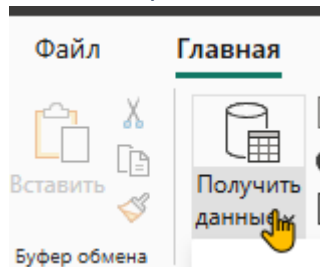 Файл Главная
Вставить
Получить
данные
Буфер обмена